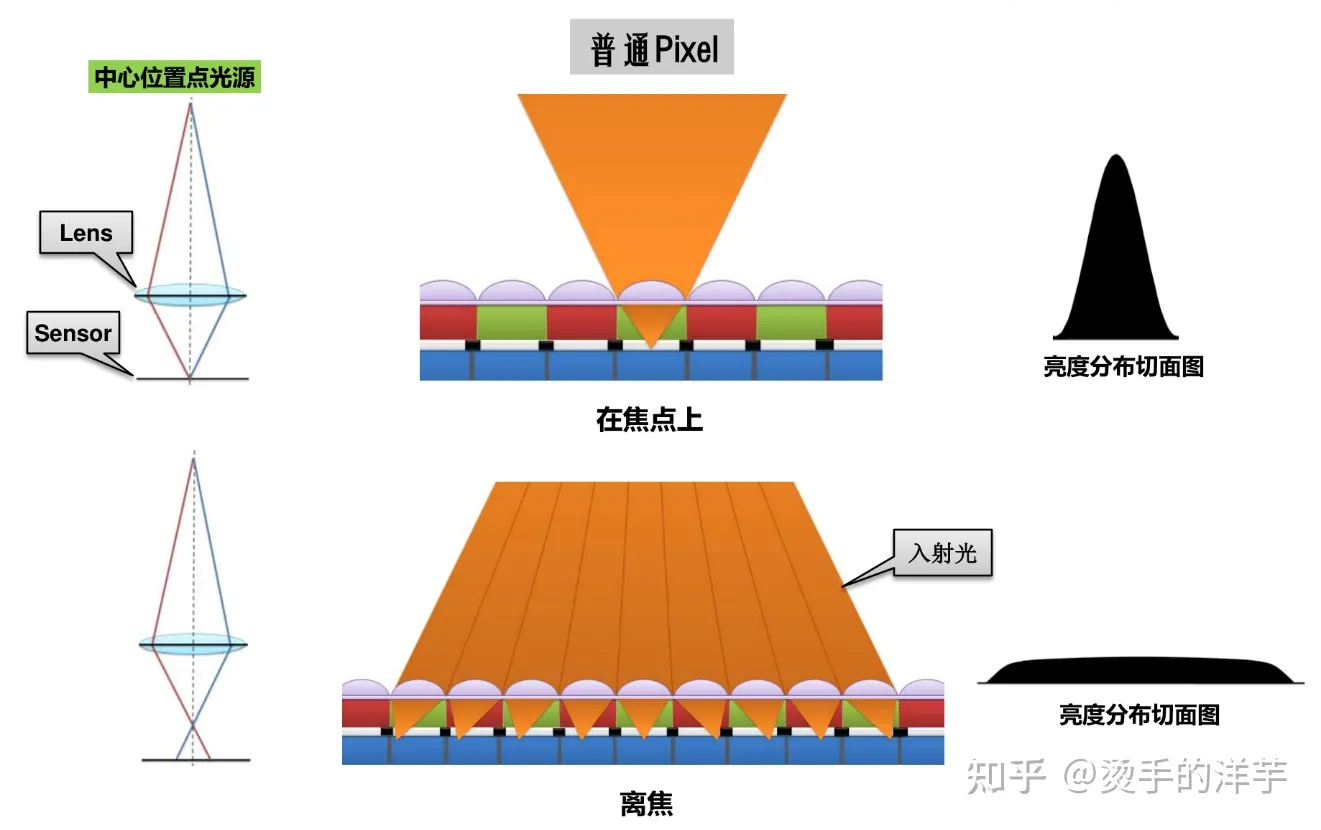 普通Pixel
中心位置点光源
Lens
Sensor
亮度分布切面图
在焦点上
入射光
亮度分布切面图
离焦
知乎 @烫手的洋芋